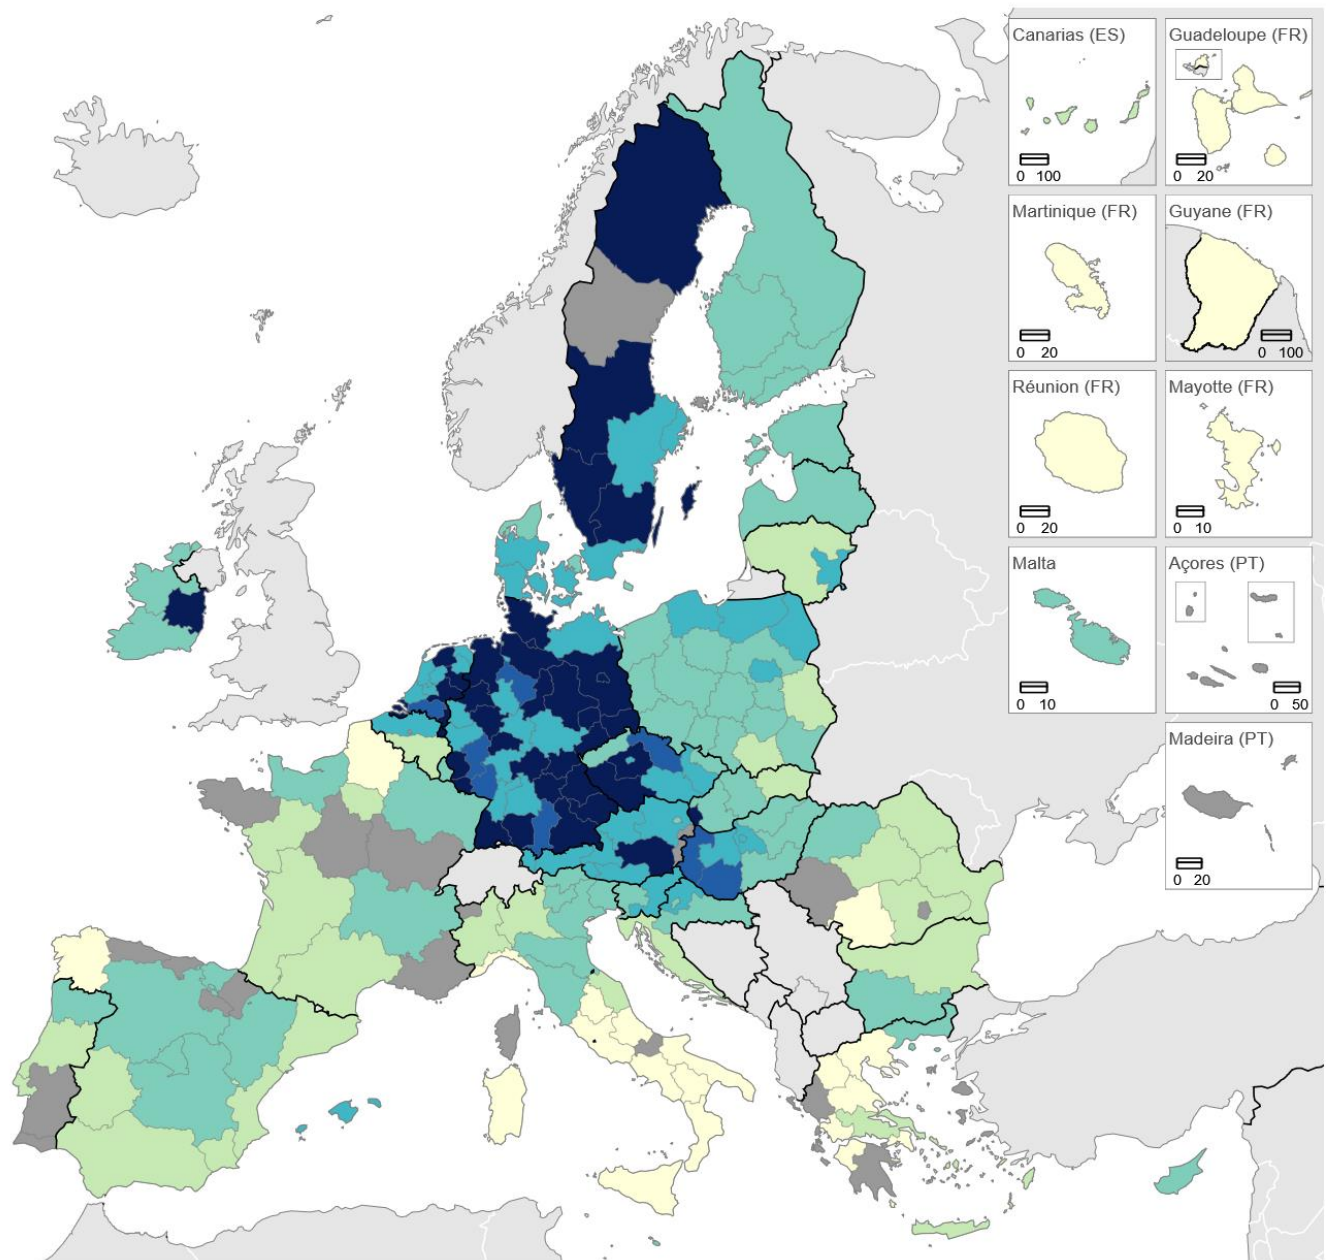 Canarias (ES)
0 100
Guadeloupe (FR)
0 20
Martinique (FR)
0 20
Guyane (FR)
0 100
Réunion (FR)
0 20
Mayotte (FR)
0 10
Malta
0 10
Açores (PT)
0 50
Madeira (PT)
0 20